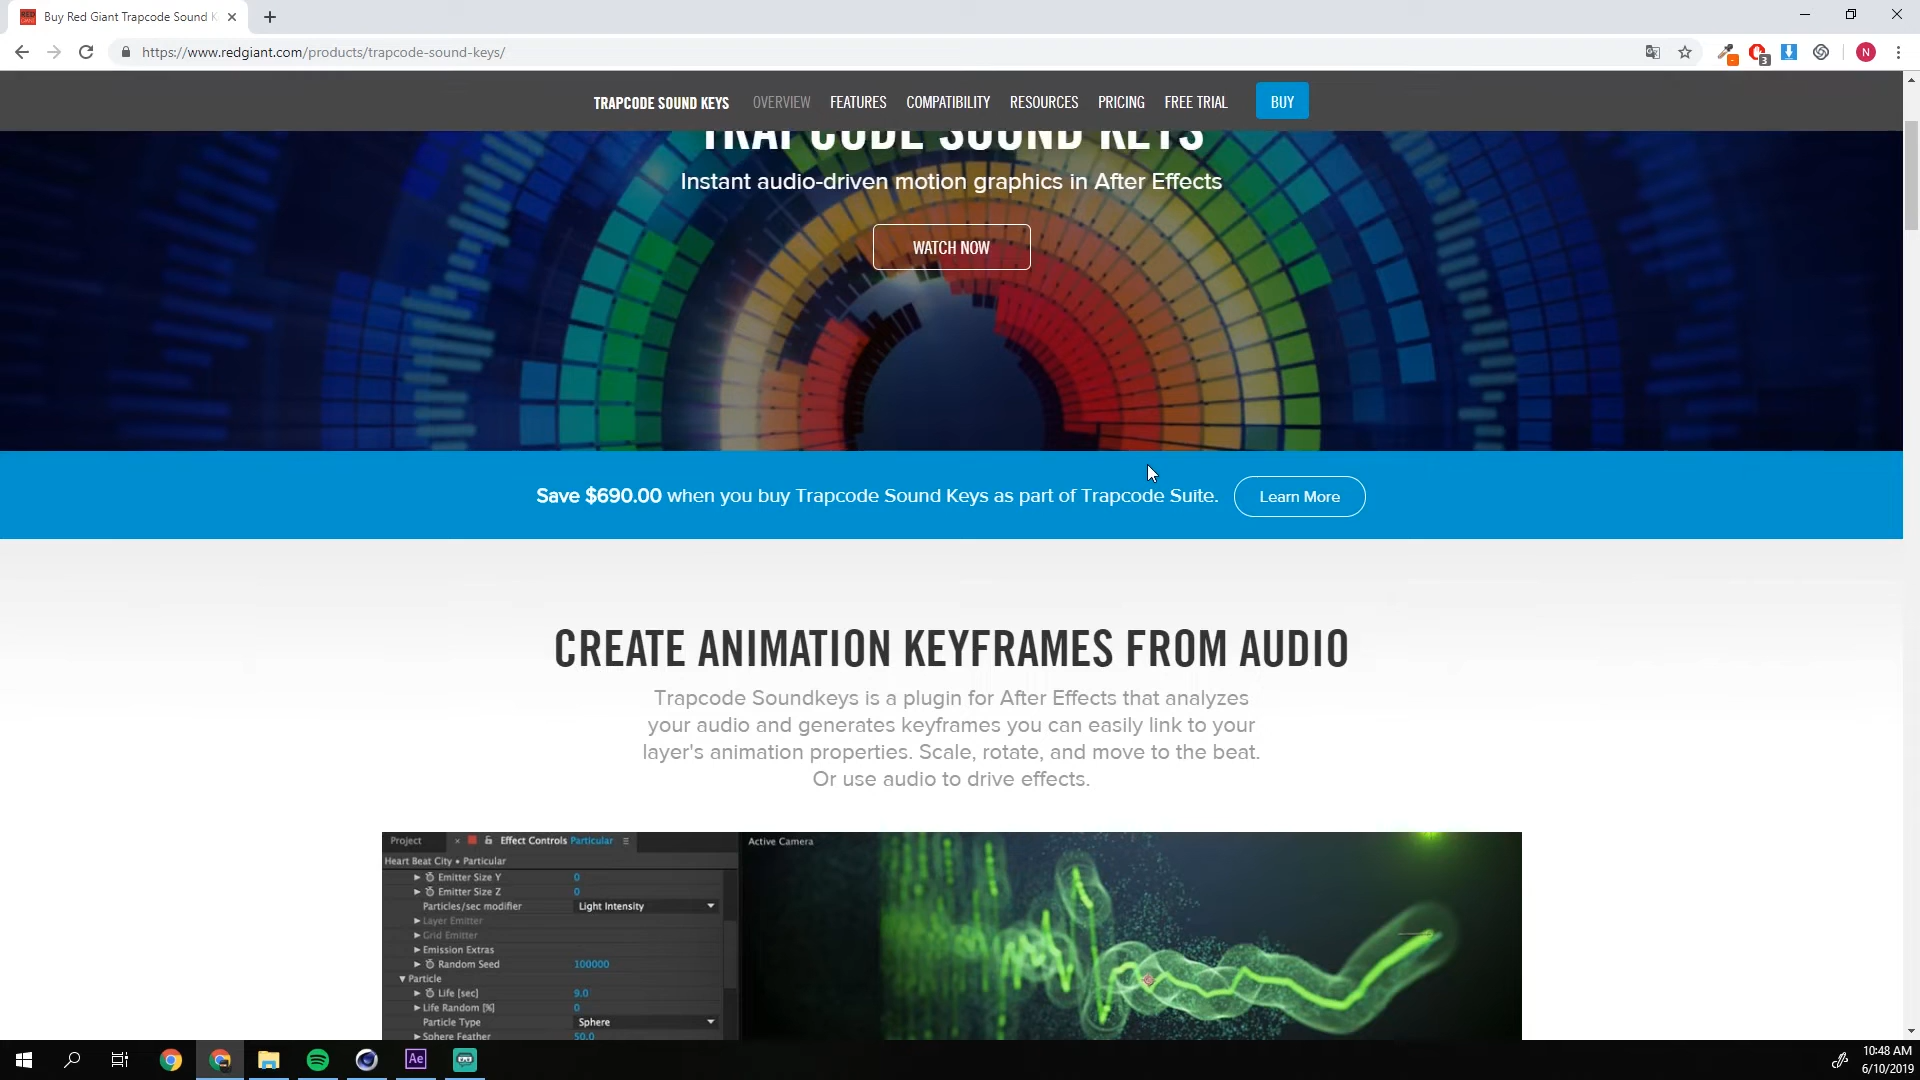 Buy Red Giant Trapcode Sound K
https://www.redgiant.com/products/trapcode-sound-keys/
3
N
TRAPCODE SOUND KEYS
OVERVIEW
FEATURES
COMPATIBILITY
RESOURCES
PRICING
FREE TRIAL
BUY
TRAPCODE SOUND KEYS
Instant audio-driven motion graphics in After Effects
WATCH NOW
Save $690.00 when you buy Trapcode Sound Keys as part of Trapcode Suite.
Learn More
CREATE ANIMATION KEYFRAMES FROM AUDIO
Trapcode Soundkeys is a plugin for After Effects that analyzes
your audio and generates keyframes you can easily link to your
layer's animation properties. Scale, rotate, and move to the beat.
Or use audio to drive effects.
Project
Effect Controls Particular
Active Camera
Heart Beat City • Particular
Emitter Size Y 0
Emitter Size Z 0
Particles/sec modifier Light Intensity
Layer Emitter
Grid Emitter
Emission Extras
Random Seed 100000
Particle
Life [sec] 9.0
Life Random [%] 0
Particle Type Sphere
Sphere Feather 50.0
Ae
10:48 AM
6/10/2019